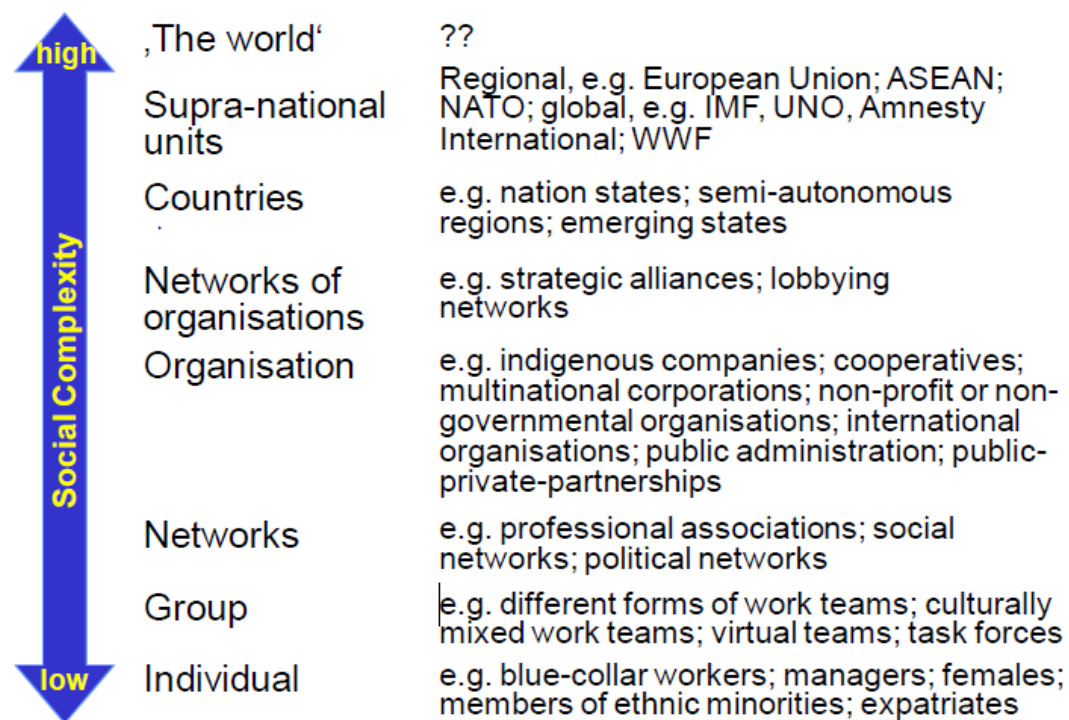 high
‚The world‘
??
Supra-national
units
Regional, e.g. European Union; ASEAN;
NATO; global, e.g. IMF, UNO, Amnesty
International; WWF
Countries
e.g. nation states; semi-autonomous
regions; emerging states
Social Complexity
Networks of
organisations
e.g. strategic alliances; lobbying
networks
Organisation
e.g. indigenous companies; cooperatives;
multinational corporations; non-profit or non-
governmental organisations; international
organisations; public administration; public-
private-partnerships
Networks
e.g. professional associations; social
networks; political networks
Group
e.g. different forms of work teams; culturally
mixed work teams; virtual teams; task forces
low
Individual
e.g. blue-collar workers; managers; females;
members of ethnic minorities; expatriates